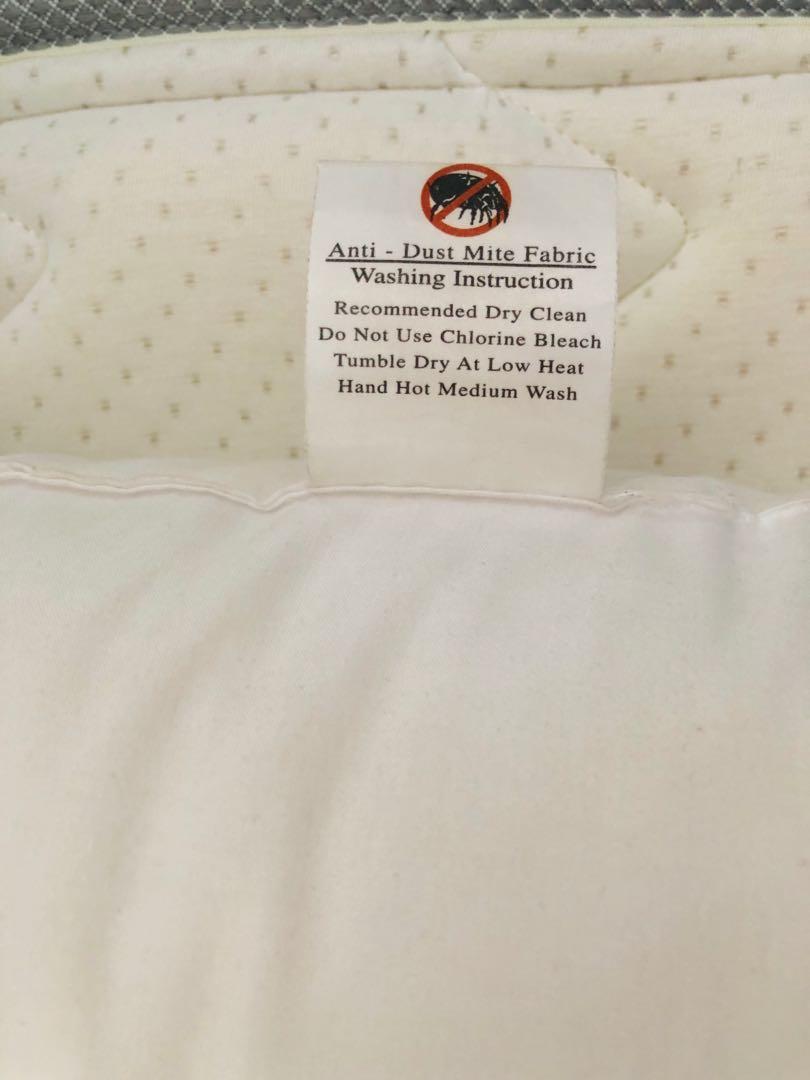 Anti - Dust Mite Fabric
Washing Instruction
Recommended Dry Clean
Do Not Use Chlorine Bleach
Tumble Dry At Low Heat
Hand Hot Medium Wash